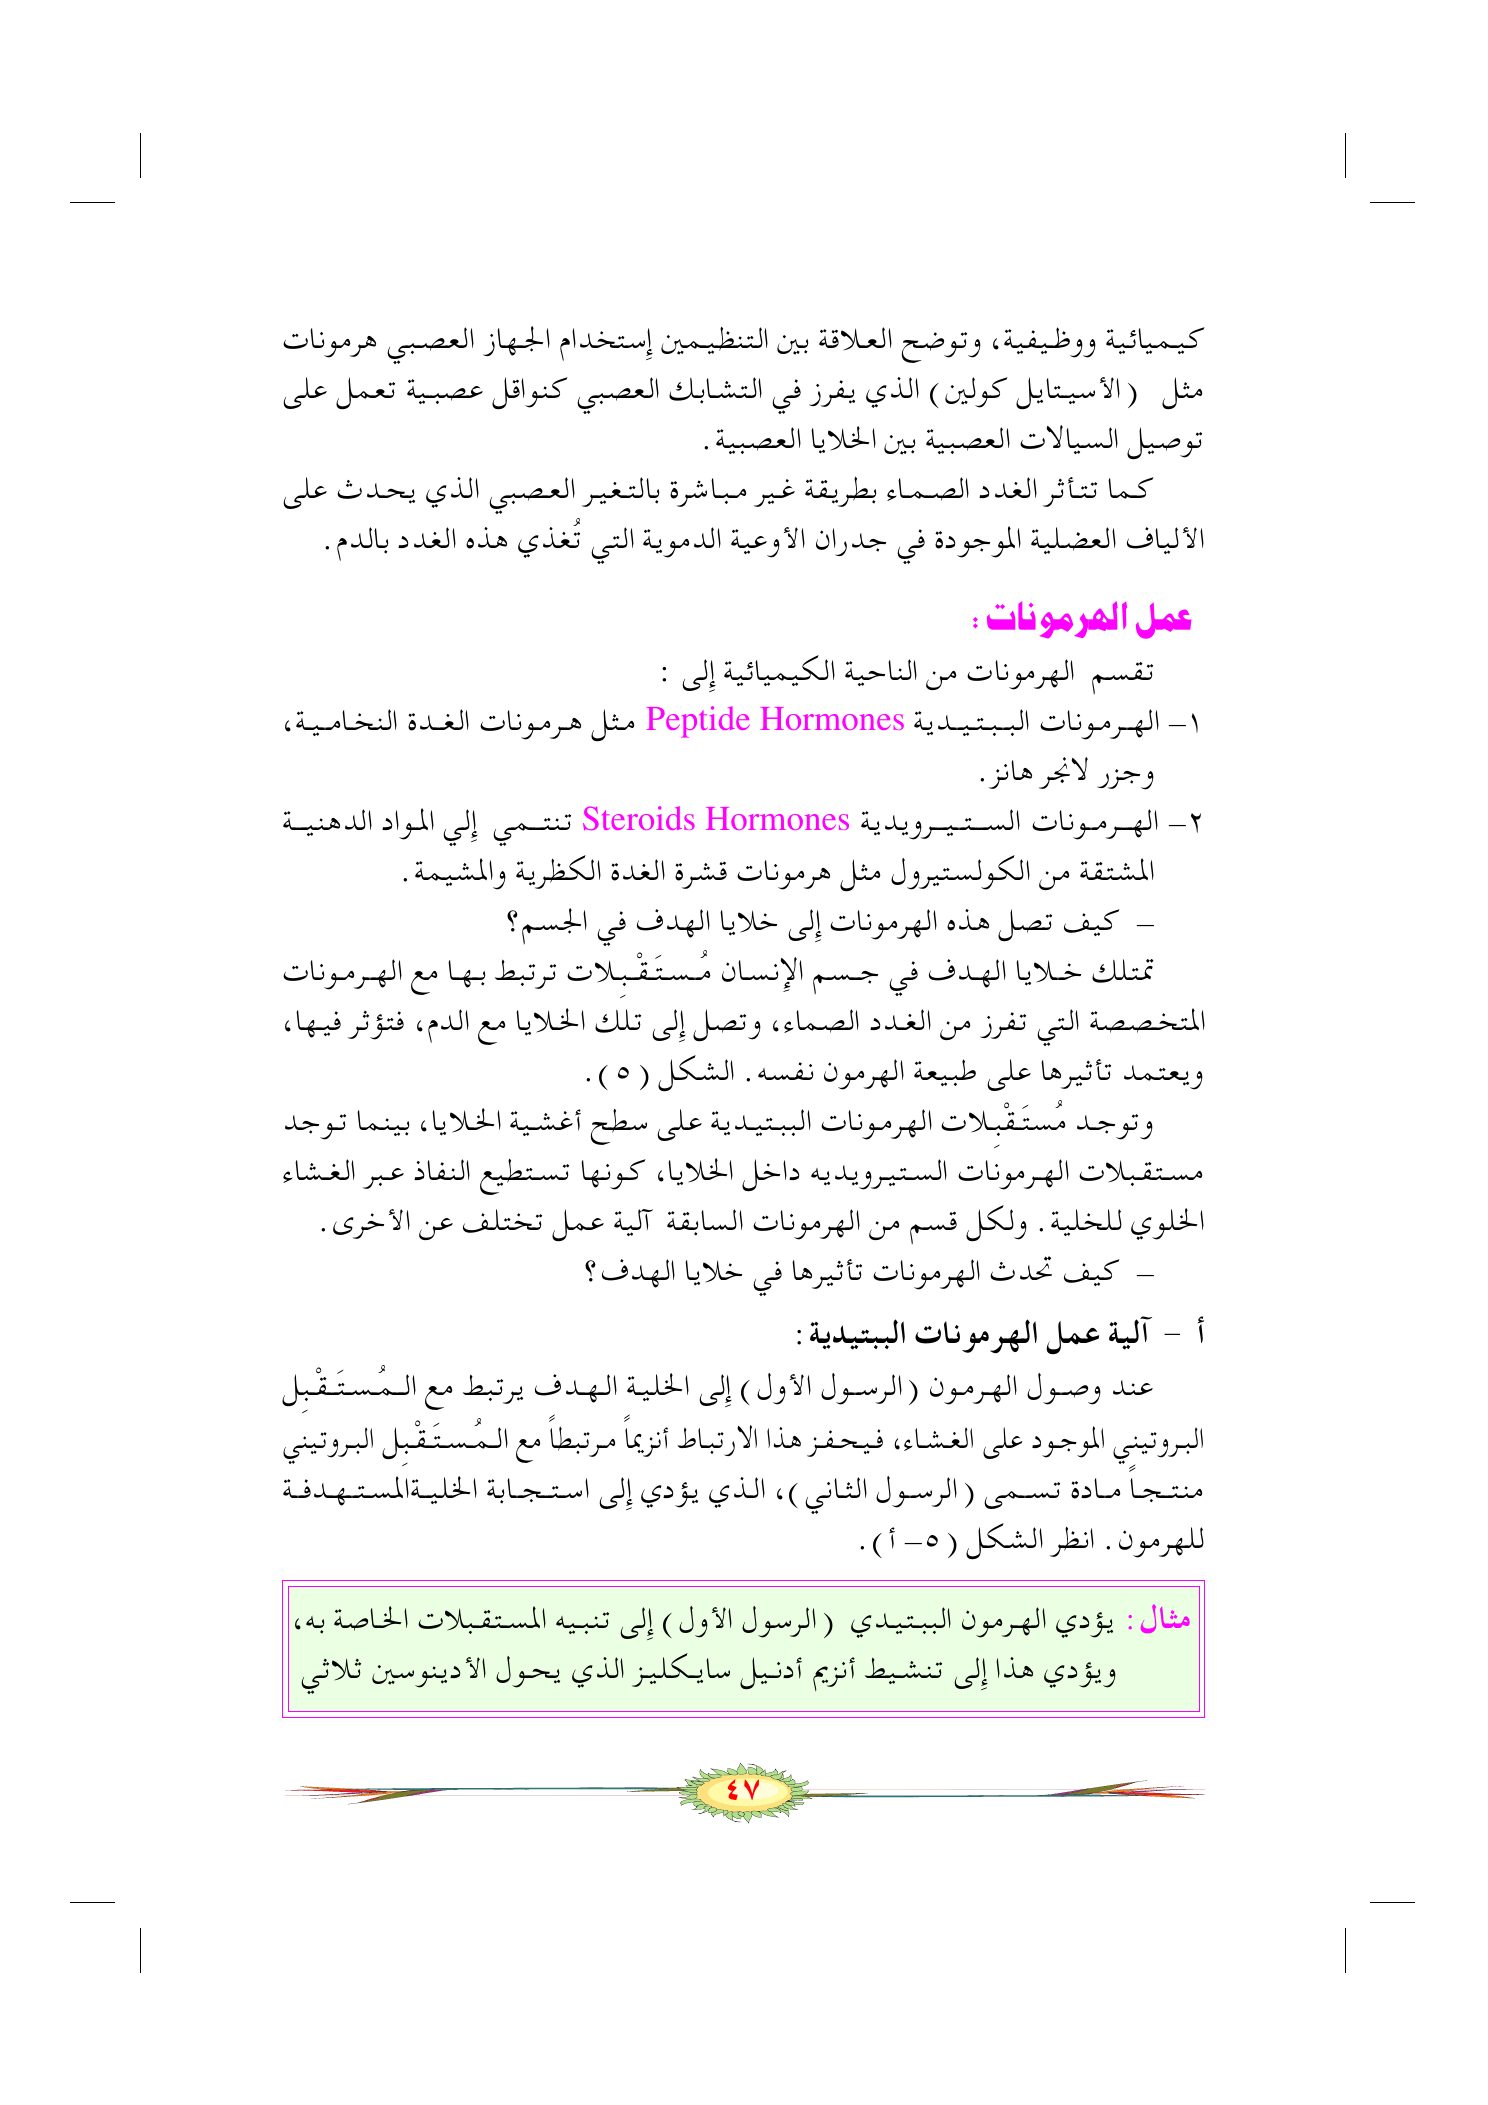 كيميائية ووظيفية، وتوضح العلاقة بين التنظيمين إستخدام الجهاز العصبي هرمونات
مثل (الأسيتايل كولين) الذي يفرز في التشابك العصبي كنواقل عصبية تعمل على
توصيل السيالات العصبية بين الخلايا العصبية.
كما تتأثر الغدد الصماء بطريقة غير مباشرة بالتغير العصبي الذي يحدث على
الألياف العضلية الموجودة في جدران الأوعية الدموية التي تُغذي هذه الغدد بالدم.
عمل الهرمونات :
تقسم الهرمونات من الناحية الكيميائية إلى :
١– الهرمونات الببتيدية Peptide Hormones مثل هرمونات الغدة النخامية،
وجزر لانجر هانز.
٢– الهرمونات الستيرويدية Steroids Hormones تنتمي إلي المواد الدهنية
المشتقة من الكولستيرول مثل هرمونات قشرة الغدة الكظرية والمشيمة.
– كيف تصل هذه الهرمونات إلى خلايا الهدف في الجسم؟
تمتلك خلايا الهدف في جسم الإنسان مُستَقْبِلات ترتبط بها مع الهرمونات
المتخصصة التي تفرز من الغدد الصماء، وتصل إلى تلك الخلايا مع الدم، فتؤثر فيها،
ويعتمد تأثيرها على طبيعة الهرمون نفسه. الشكل (٥).
وتوجد مُستَقْبِلات الهرمونات الببتيدية على سطح أغشية الخلايا، بينما توجد
مستقبلات الهرمونات الستيرويديه داخل الخلايا، كونها تستطيع النفاذ عبر الغشاء
الخلوي للخلية. ولكل قسم من الهرمونات السابقة آلية عمل تختلف عن الأخرى.
– كيف تحدث الهرمونات تأثيرها في خلايا الهدف؟
أ – آلية عمل الهرمونات الببتيدية:
عند وصول الهرمون (الرسول الأول) إلى الخلية الهدف يرتبط مع المُستَقْبِل
البروتيني الموجود على الغشاء، فيحفز هذا الارتباط أنزيماً مرتبطاً مع المُستَقْبِل البروتيني
منتجاً مادة تسمى (الرسول الثاني)، الذي يؤدي إلى استجابة الخليةالمستهدفة
للهرمون. انظر الشكل (٥– أ).
مثال: يؤدي الهرمون الببتيدي (الرسول الأول) إلى تنبيه المستقبلات الخاصة به،
ويؤدي هذا إلى تنشيط أنزيم أدنيل سايكليز الذي يحول الأدينوسين ثلاثي
٤٧